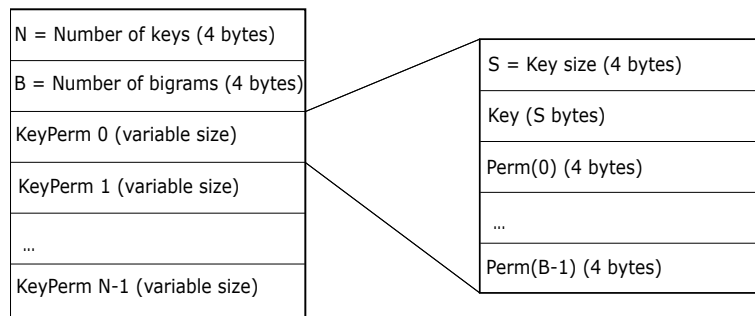 N = Number of keys (4 bytes)
B = Number of bigrams (4 bytes)
KeyPerm 0 (variable size)
KeyPerm 1 (variable size)
...
KeyPerm N-1 (variable size)
S = Key size (4 bytes)
Key (S bytes)
Perm(0) (4 bytes)
...
Perm(B-1) (4 bytes)